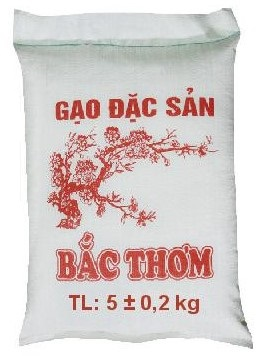 GẠO ĐẶC SẢN
BẮC THƠM
TL: 5 ± 0,2 kg